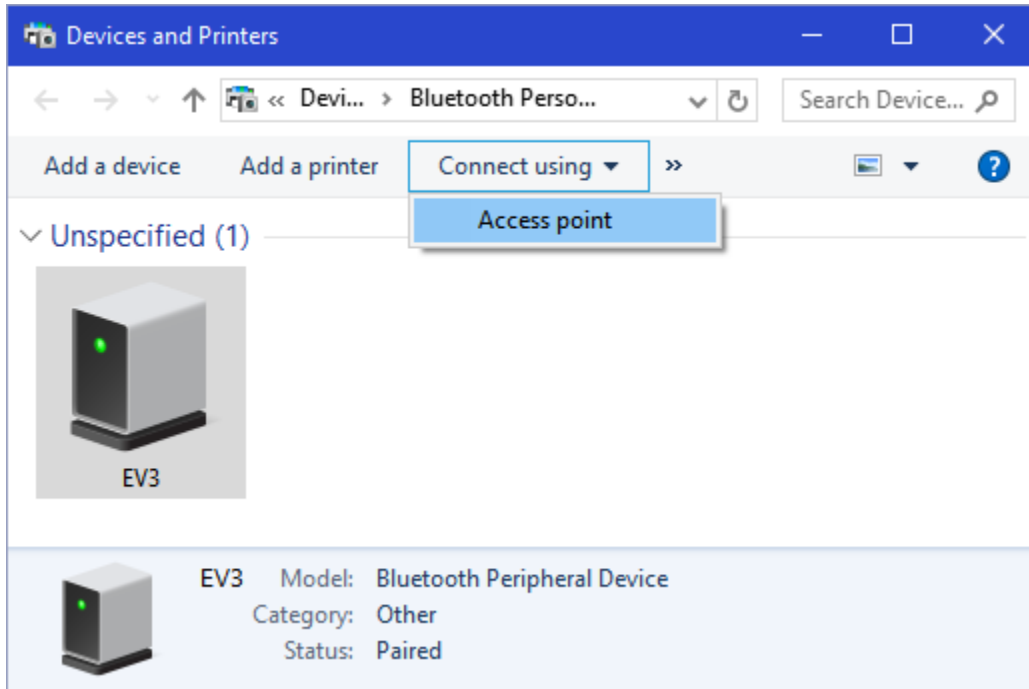 Devices and Printers
« Devi... › Bluetooth Perso... Search Device...
Add a device Add a printer Connect using » ?
Access point
Unspecified (1)
EV3
EV3 Model: Bluetooth Peripheral Device
Category: Other
Status: Paired